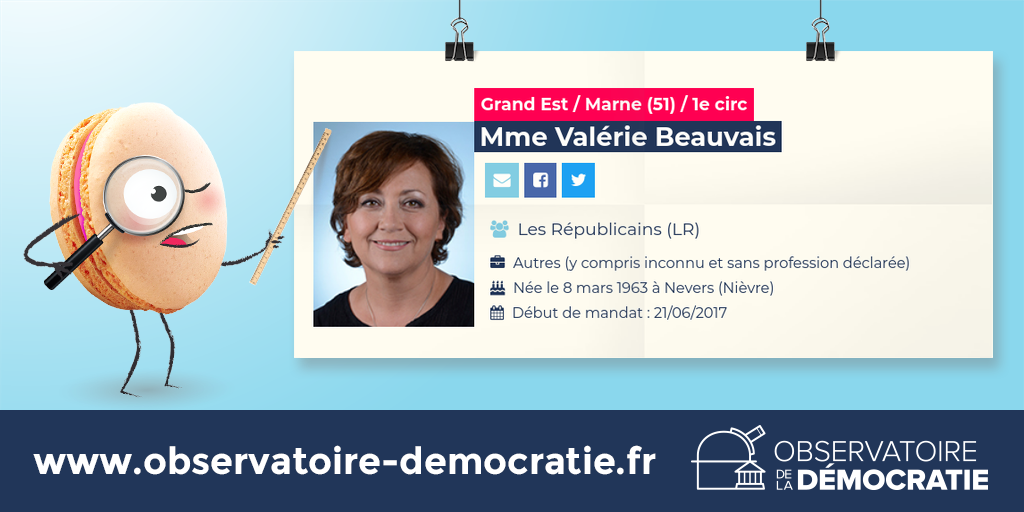 Grand Est / Marne (51) / 1e circ
Mme Valérie Beauvais
Les Républicains (LR)
Autres (y compris inconnu et sans profession déclarée)
Née le 8 mars 1963 à Nevers (Nièvre)
Début de mandat : 21/06/2017
www.observatoire-democratie.fr
OBSERVATOIRE
DE LA DÉMOCRATIE